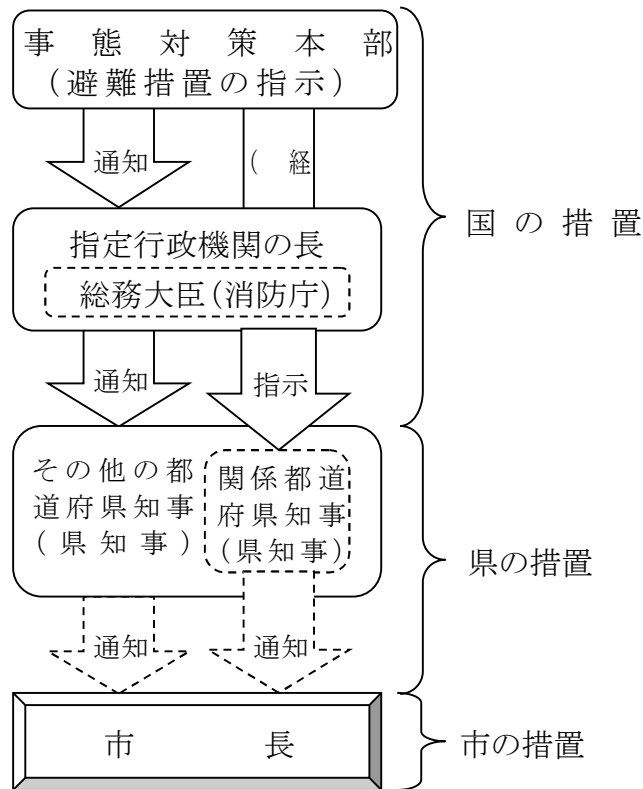 事態対策本部
（避難措置の指示）
通知
（経
指定行政機関の長
総務大臣（消防庁）
国の措置
通知
指示
その他の都
道府県知事
（県知事）
関係都道
府県知事
（県知事）
県の措置
通知
通知
市長
市の措置